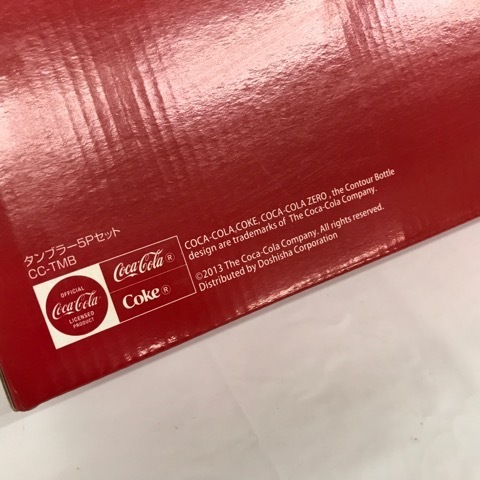 タンブラー5Pセット
CC-TMB
OFFICIAL
Coca-Cola
LICENSED
PRODUCT
Coca-Cola®
Coke®
COCA-COLA,COKE, COCA-COLA ZERO , the Contour Bottle
design are trademarks of The Coca-Cola Company.
©2013 The Coca-Cola Company. All rights reserved.
Distributed by Doshisha Corporation